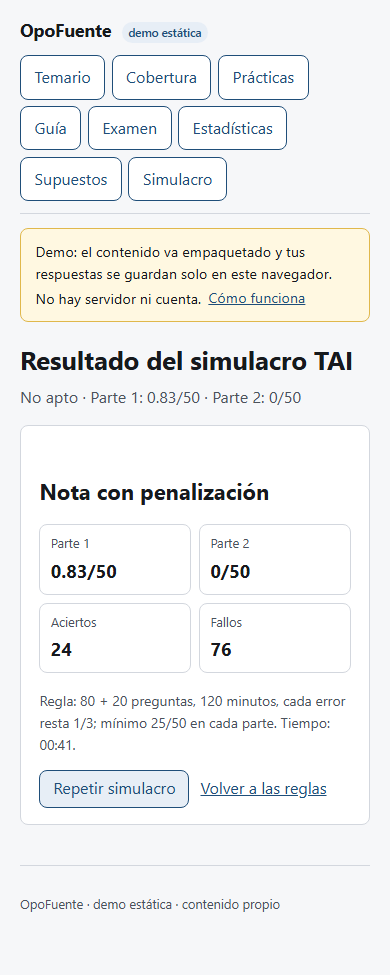 OpoFuente demo estática
Temario Cobertura Prácticas
Guía Examen Estadísticas
Supuestos Simulacro
Demo: el contenido va empaquetado y tus
respuestas se guardan solo en este navegador.
No hay servidor ni cuenta. Cómo funciona
Resultado del simulacro TAI
No apto · Parte 1: 0.83/50 · Parte 2: 0/50
Nota con penalización
Parte 1 Parte 2
0.83/50 0/50
Aciertos Fallos
24 76
Regla: 80 + 20 preguntas, 120 minutos, cada error
resta 1/3; mínimo 25/50 en cada parte. Tiempo:
00:41.
Repetir simulacro Volver a las reglas
OpoFuente · demo estática · contenido propio